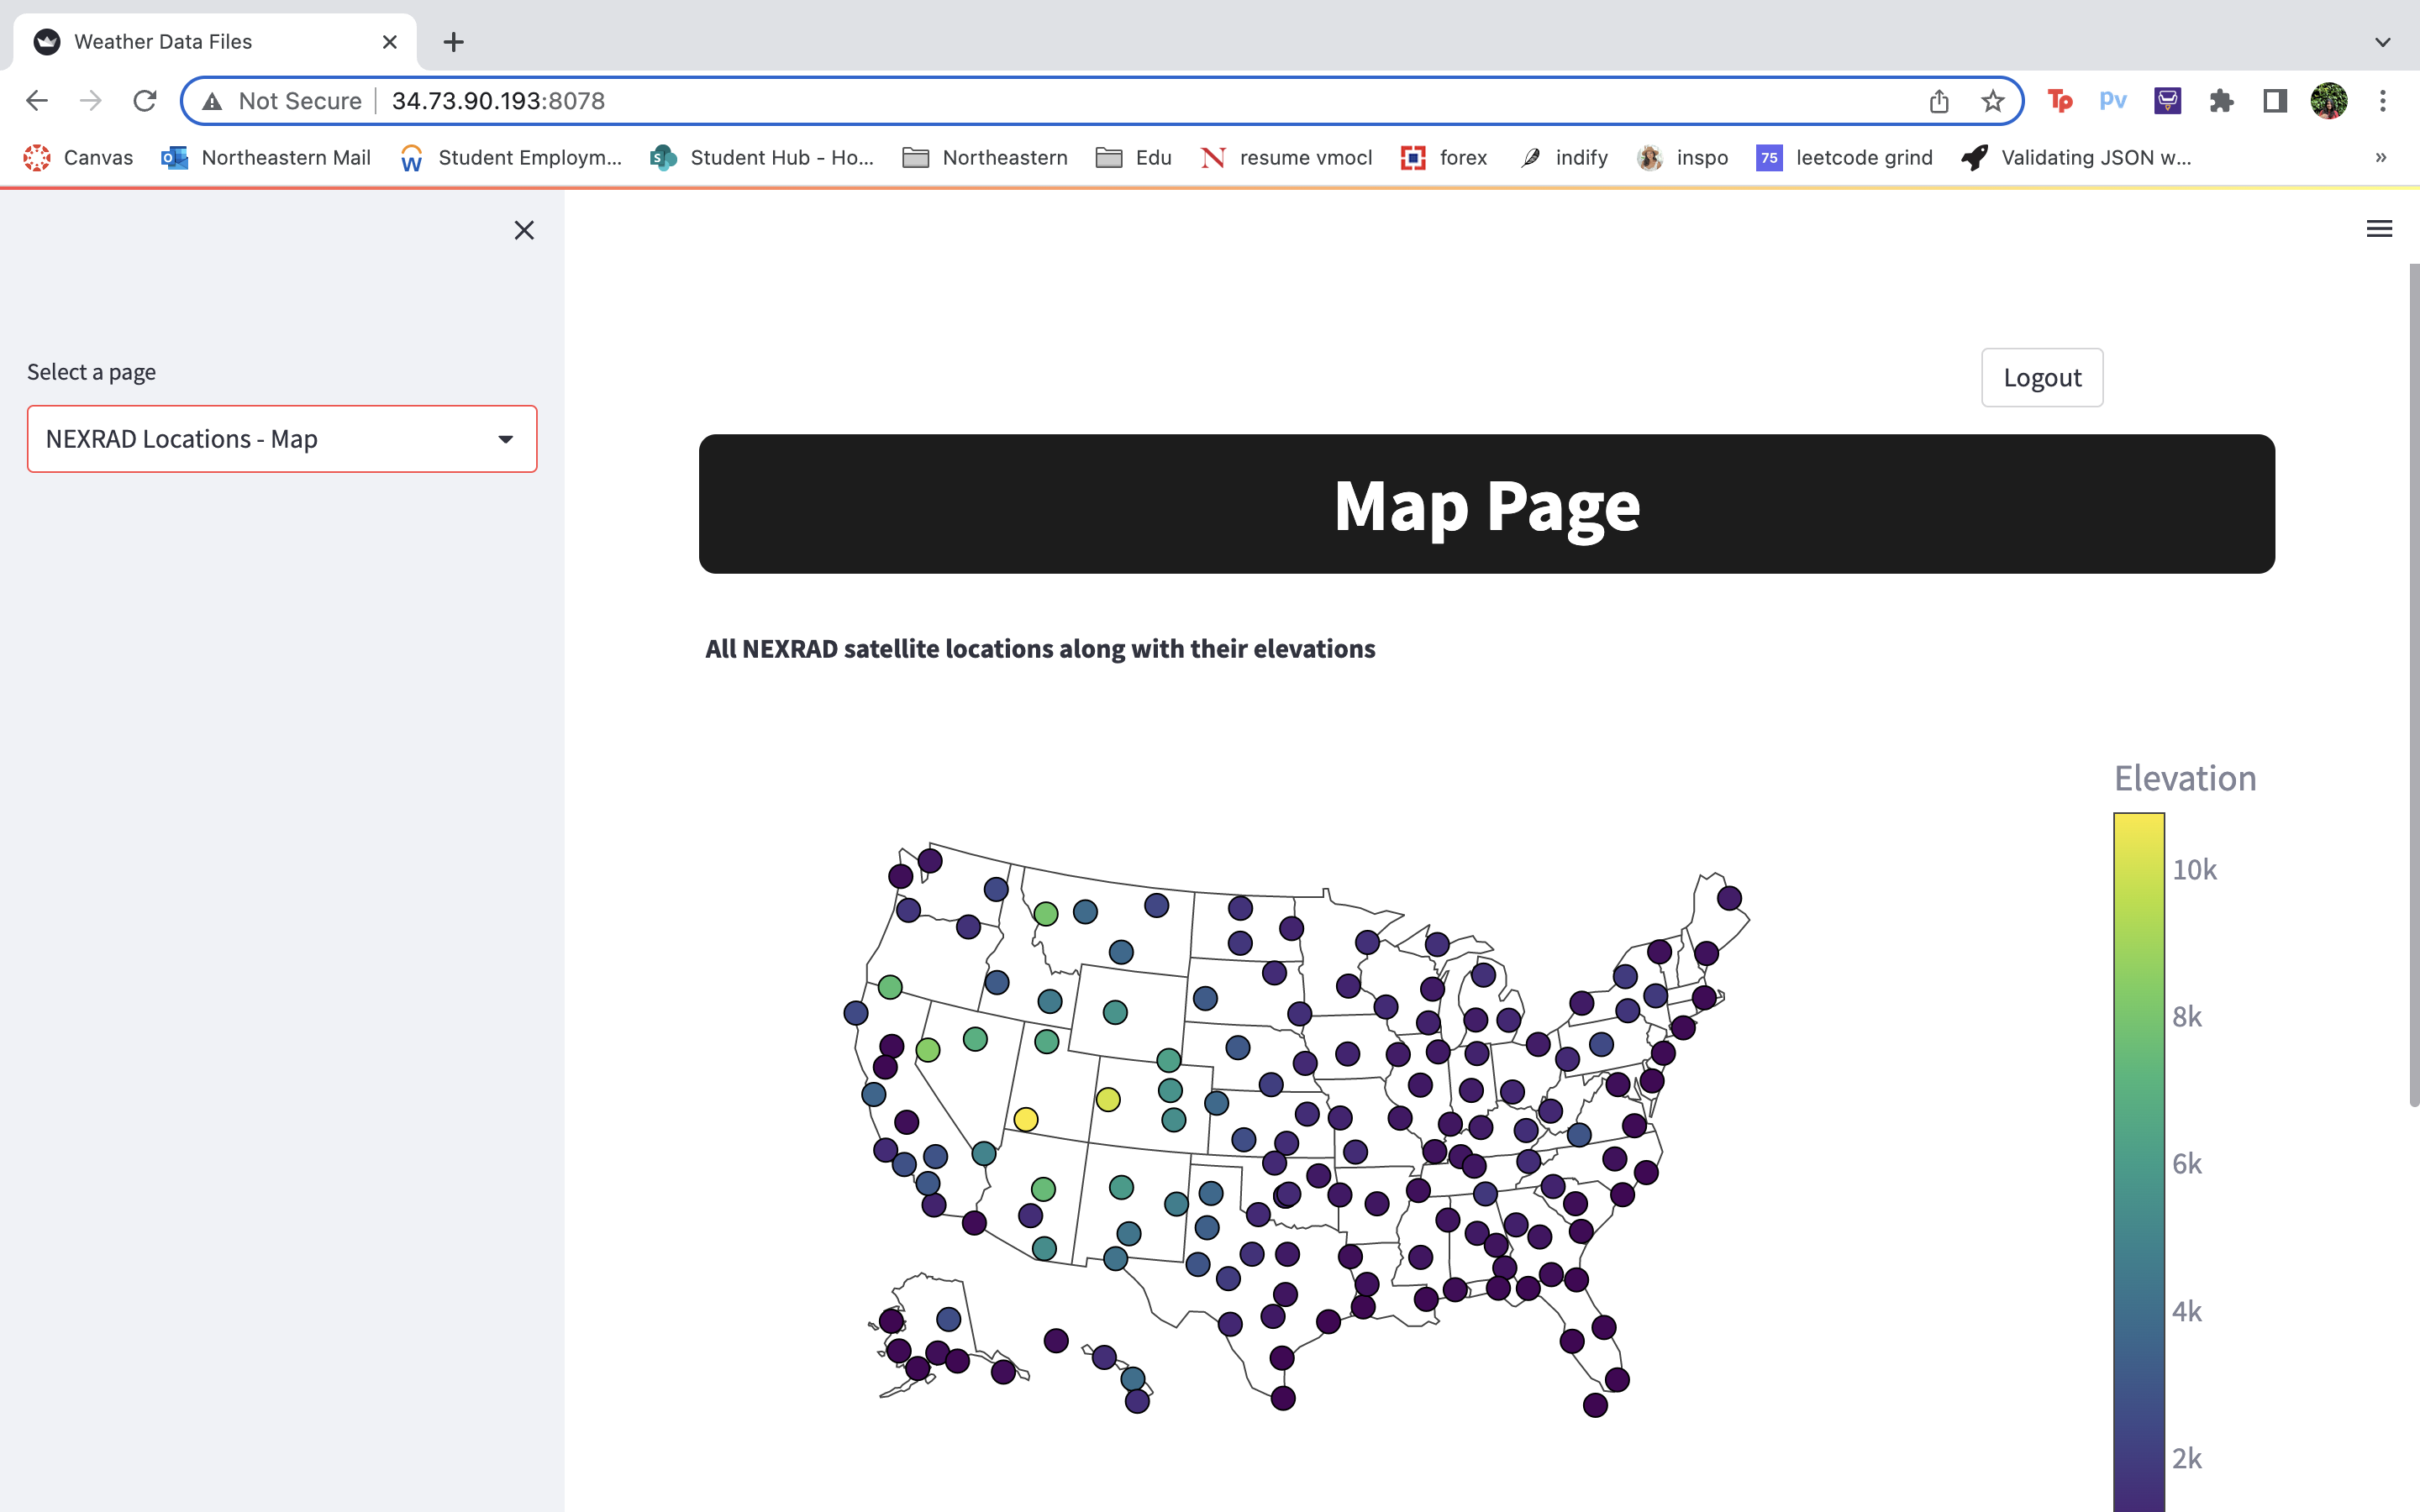 Weather Data Files
Not Secure 34.73.90.193:8078
Tp pv
Canvas Northeastern Mail Student Employm... Student Hub - Ho... Northeastern Edu resume vmocl forex indify inspo 75 leetcode grind Validating JSON w... »
Select a page
NEXRAD Locations - Map
Logout
Map Page
All NEXRAD satellite locations along with their elevations
Elevation
10k
8k
6k
4k
2k